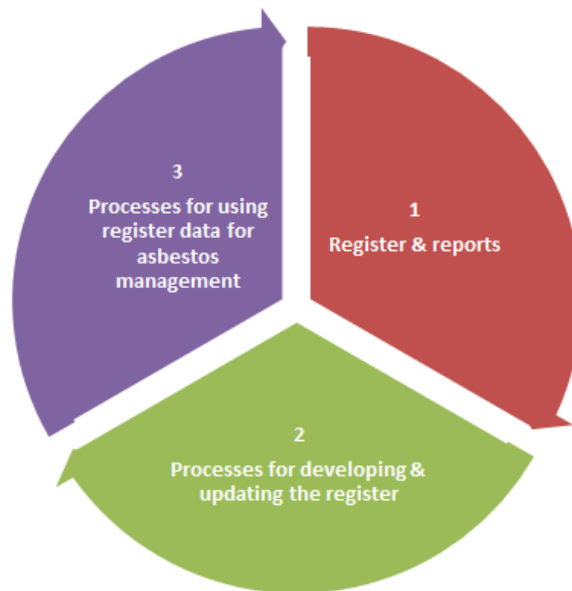 1
Register & reports
2
Processes for developing &
updating the register
3
Processes for using
register data for
asbestos
management